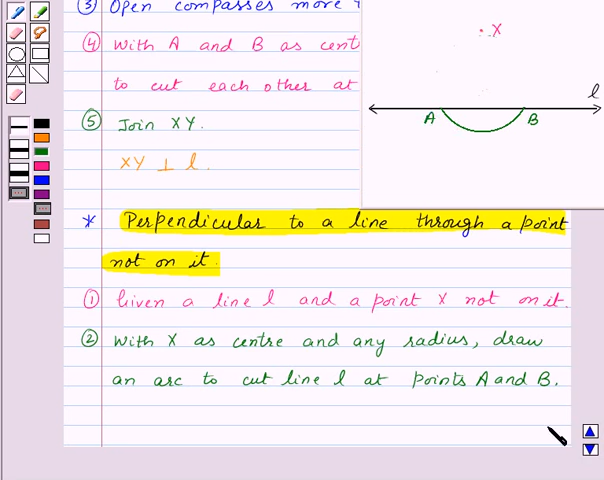 ③ Open compasses more
④ With A and B as cent
to cut each other at
⑤ Join XY.
XY ⊥ l.
* Perpendicular to a line through a point
not on it.
① Given a line l and a point X not on it.
② With X as centre and any radius, draw
an arc to cut line l at points A and B.
X
l
A B